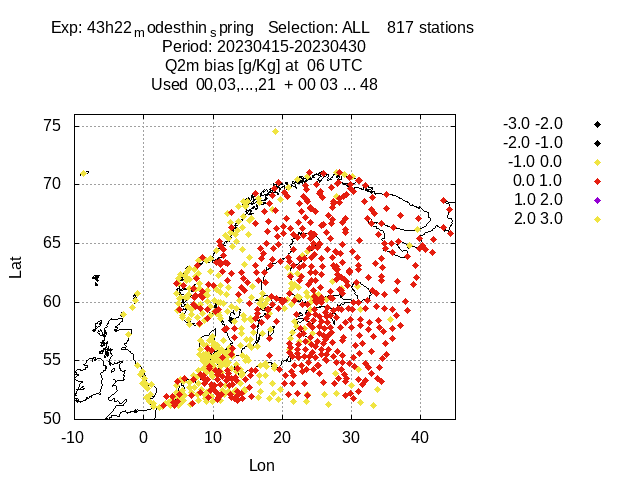 Exp: 43h22modesthinspring Selection: ALL 817 stations
Period: 20230415-20230430
Q2m bias [g/Kg] at 06 UTC
Used 00,03,...,21 + 00 03 ... 48
-3.0 -2.0
-2.0 -1.0
-1.0 0.0
0.0 1.0
1.0 2.0
2.0 3.0
75
70
65
60
55
50
Lat
-10 0 10 20 30 40
Lon